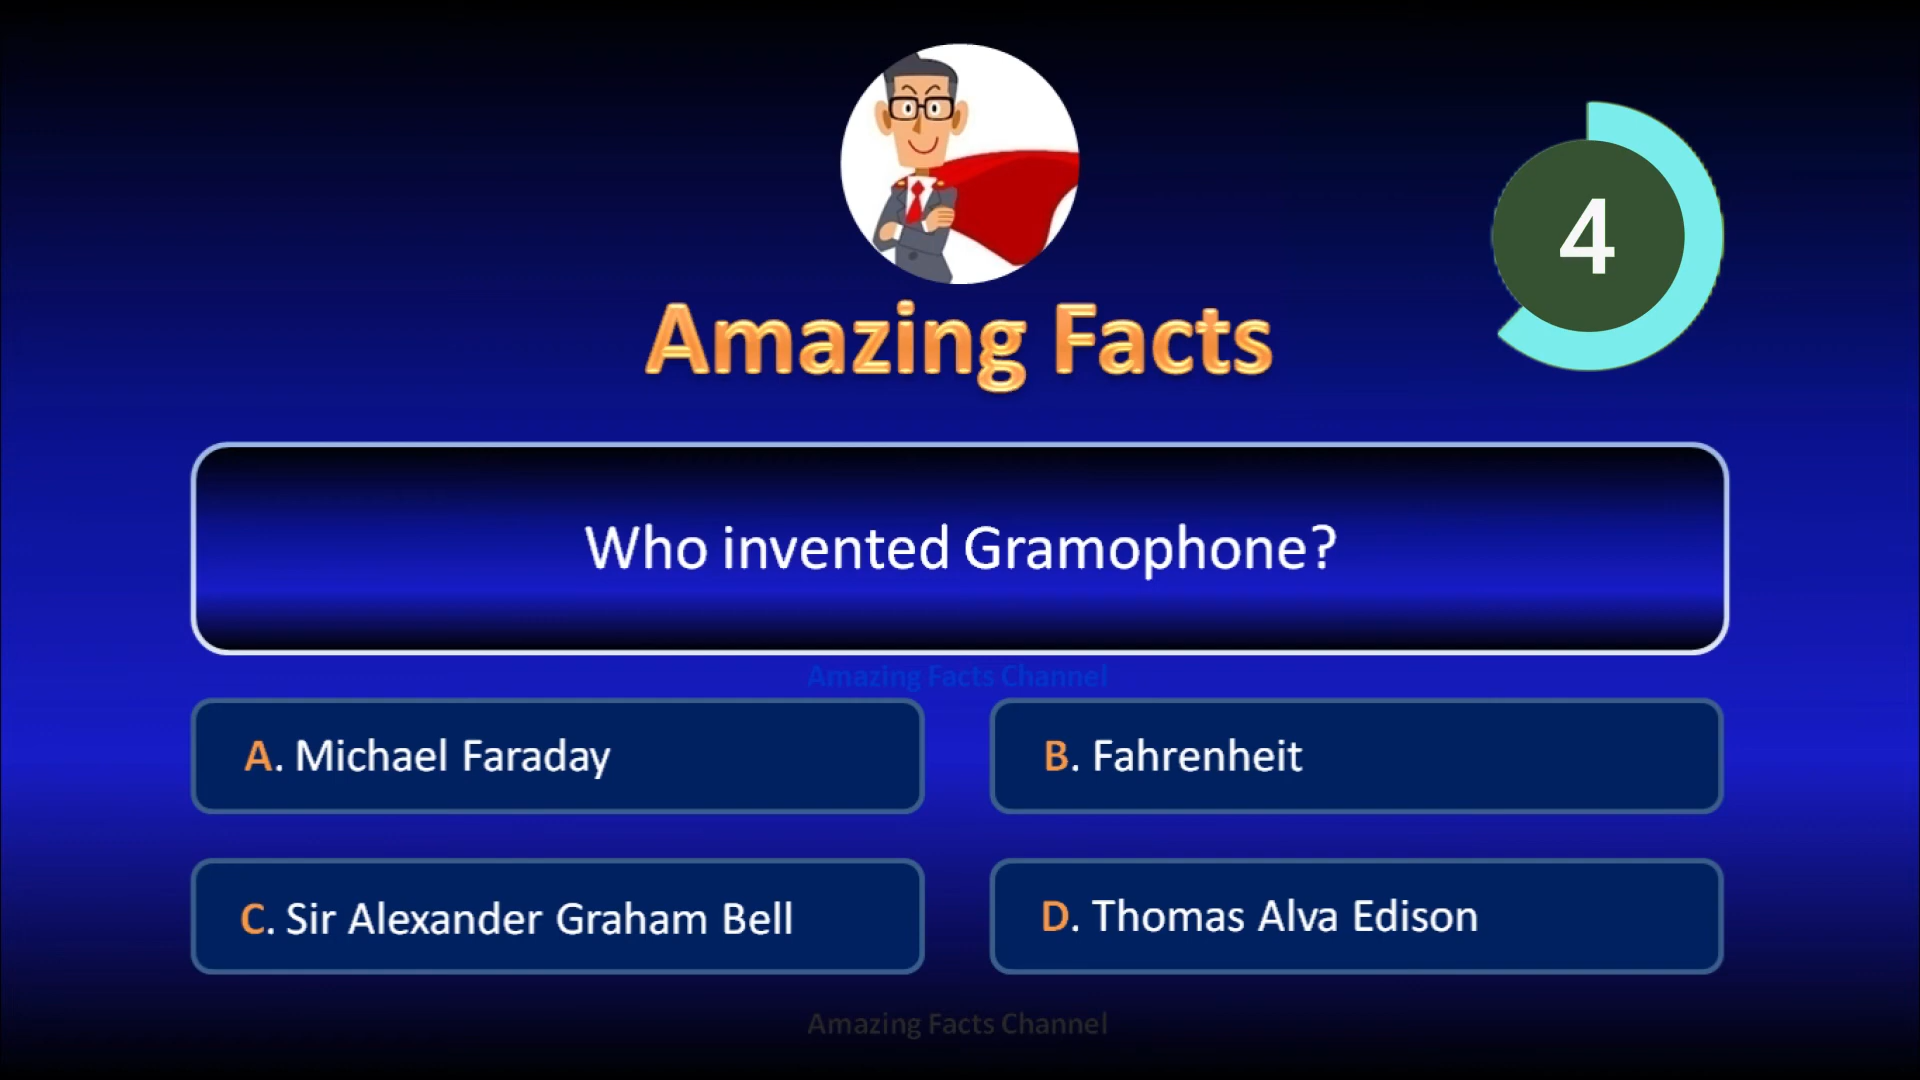 4
Amazing Facts
Who invented Gramophone?
Amazing Facts Channel
A. Michael Faraday
B. Fahrenheit
C. Sir Alexander Graham Bell
D. Thomas Alva Edison
Amazing Facts Channel